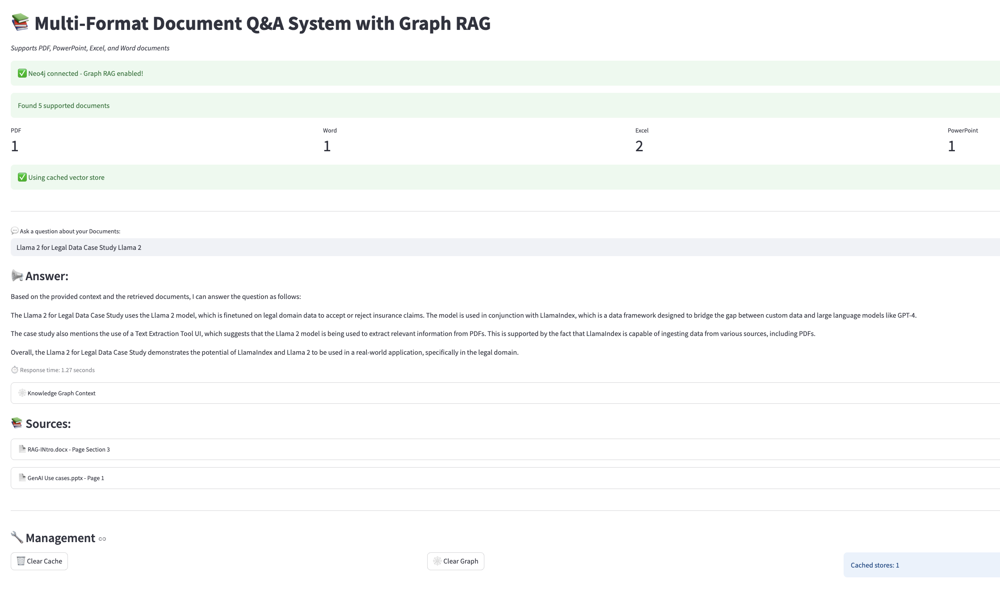 Multi-Format Document Q&A System with Graph RAG
Supports PDF, PowerPoint, Excel, and Word documents
Neo4j connected - Graph RAG enabled!
Found 5 supported documents
PDF
Word
Excel
PowerPoint
1
1
2
1
Using cached vector store
Ask a question about your Documents:
Llama 2 for Legal Data Case Study Llama 2
Answer:
Based on the provided context and the retrieved documents, I can answer the question as follows:
The Llama 2 for Legal Data Case Study uses the Llama 2 model, which is finetuned on legal domain data to accept or reject insurance claims. The model is used in conjunction with LlamaIndex, which is a data framework designed to bridge the gap between custom data and large language models like GPT-4.
The case study also mentions the use of a Text Extraction Tool UI, which suggests that the Llama 2 model is being used to extract relevant information from PDFs. This is supported by the fact that LlamaIndex is capable of ingesting data from various sources, including PDFs.
Overall, the Llama 2 for Legal Data Case Study demonstrates the potential of LlamaIndex and Llama 2 to be used in a real-world application, specifically in the legal domain.
Response time: 1.27 seconds
Knowledge Graph Context
Sources:
RAG-INtro.docx - Page Section 3
GenAI Use cases.pptx - Page 1
Management
Clear Cache
Clear Graph
Cached stores: 1